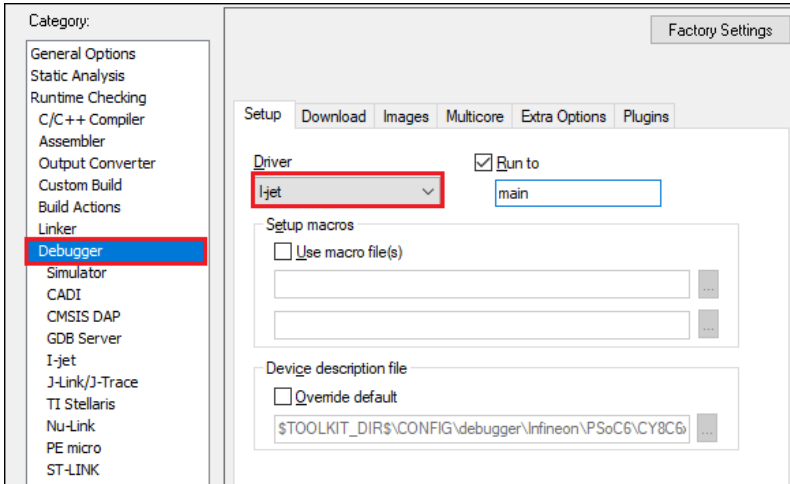 Category:
Factory Settings
General Options
Static Analysis
Runtime Checking
C/C++ Compiler
Assembler
Output Converter
Custom Build
Build Actions
Linker
Debugger
Simulator
CADI
CMSIS DAP
GDB Server
I-jet
J-Link/J-Trace
TI Stellaris
Nu-Link
PE micro
ST-LINK
Setup Download Images Multicore Extra Options Plugins
Driver Run to
I-jet main
Setup macros
Use macro file(s)
...
...
Device description file
Override default
$TOOLKIT_DIR$\CONFIG\debugger\Infineon\PSoC6\CY8C6 ...